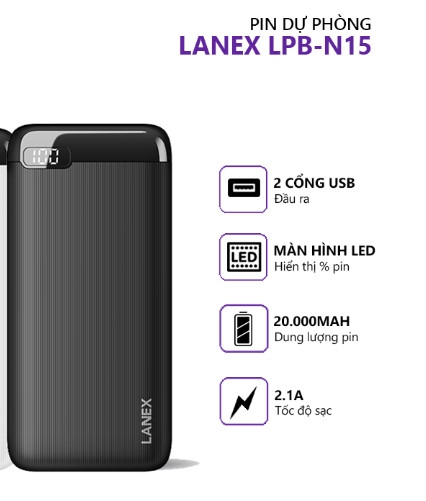 PIN DỰ PHÒNG
LANEX LPB-N15
100
2 CỔNG USB
Đầu ra
LED
MÀN HÌNH LED
Hiển thị % pin
20.000MAH
Dung lượng pin
2.1A
Tốc độ sạc
LANEX